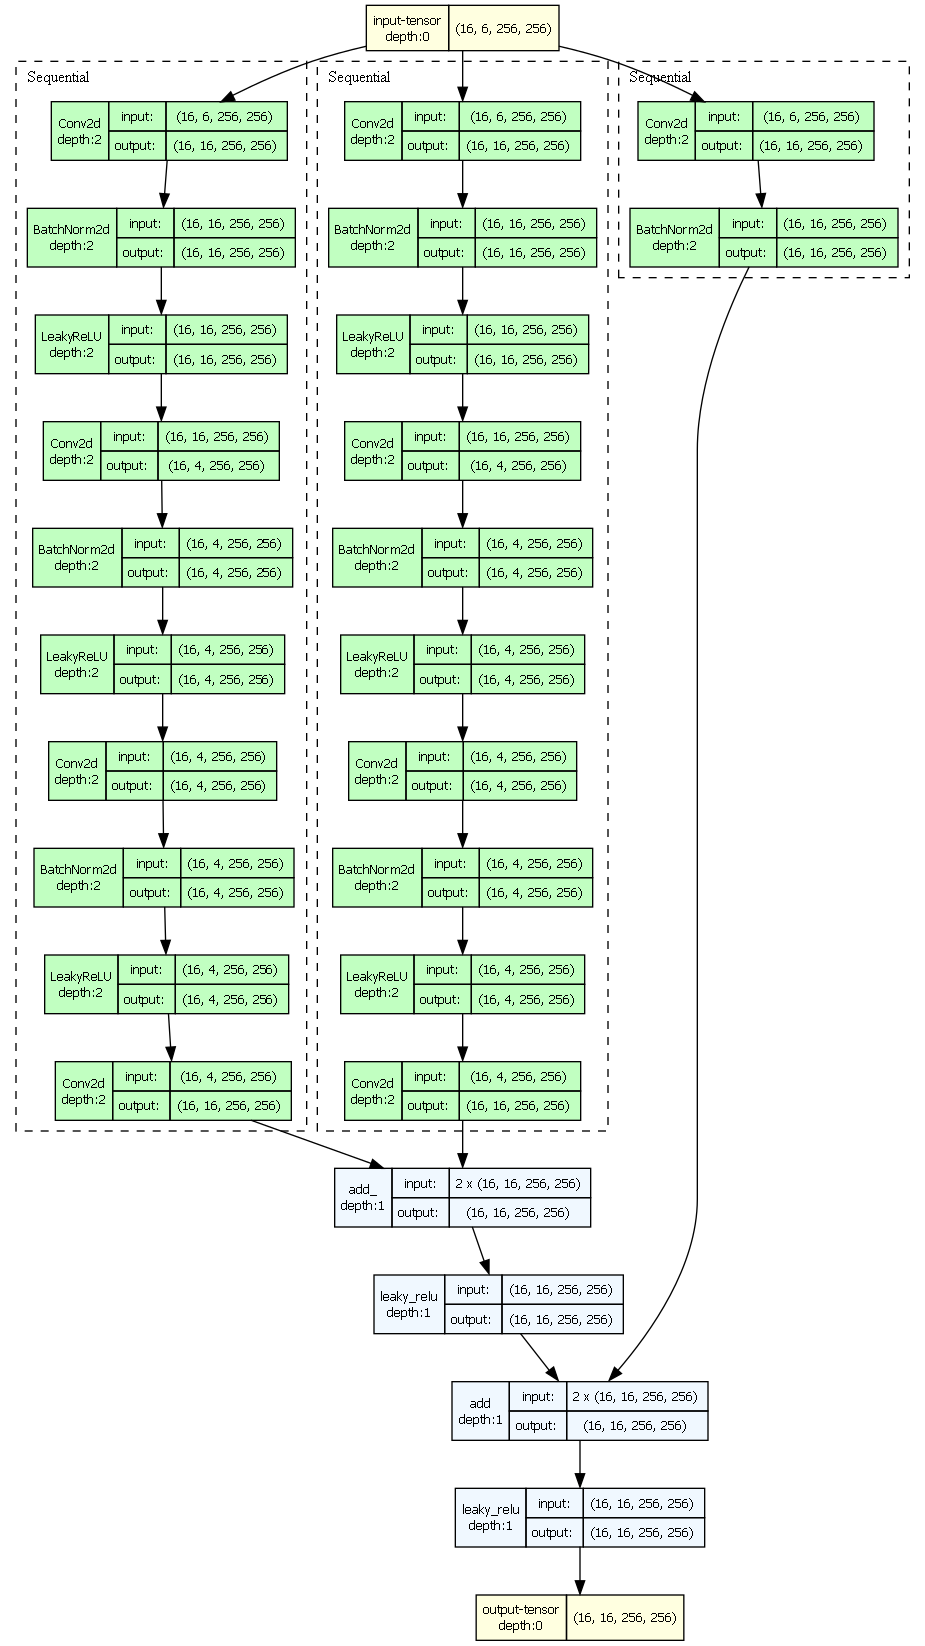 input-tensor
depth:0
(16, 6, 256, 256)
Sequential
Conv2d
depth:2
input:
(16, 6, 256, 256)
output:
(16, 16, 256, 256)
BatchNorm2d
depth:2
input:
(16, 16, 256, 256)
output:
(16, 16, 256, 256)
LeakyReLU
depth:2
input:
(16, 16, 256, 256)
output:
(16, 16, 256, 256)
Conv2d
depth:2
input:
(16, 16, 256, 256)
output:
(16, 4, 256, 256)
BatchNorm2d
depth:2
input:
(16, 4, 256, 256)
output:
(16, 4, 256, 256)
LeakyReLU
depth:2
input:
(16, 4, 256, 256)
output:
(16, 4, 256, 256)
Conv2d
depth:2
input:
(16, 4, 256, 256)
output:
(16, 4, 256, 256)
BatchNorm2d
depth:2
input:
(16, 4, 256, 256)
output:
(16, 4, 256, 256)
LeakyReLU
depth:2
input:
(16, 4, 256, 256)
output:
(16, 4, 256, 256)
Conv2d
depth:2
input:
(16, 4, 256, 256)
output:
(16, 16, 256, 256)
Sequential
Conv2d
depth:2
input:
(16, 6, 256, 256)
output:
(16, 16, 256, 256)
BatchNorm2d
depth:2
input:
(16, 16, 256, 256)
output:
(16, 16, 256, 256)
LeakyReLU
depth:2
input:
(16, 16, 256, 256)
output:
(16, 16, 256, 256)
Conv2d
depth:2
input:
(16, 16, 256, 256)
output:
(16, 4, 256, 256)
BatchNorm2d
depth:2
input:
(16, 4, 256, 256)
output:
(16, 4, 256, 256)
LeakyReLU
depth:2
input:
(16, 4, 256, 256)
output:
(16, 4, 256, 256)
Conv2d
depth:2
input:
(16, 4, 256, 256)
output:
(16, 4, 256, 256)
BatchNorm2d
depth:2
input:
(16, 4, 256, 256)
output:
(16, 4, 256, 256)
LeakyReLU
depth:2
input:
(16, 4, 256, 256)
output:
(16, 4, 256, 256)
Conv2d
depth:2
input:
(16, 4, 256, 256)
output:
(16, 16, 256, 256)
Sequential
Conv2d
depth:2
input:
(16, 6, 256, 256)
output:
(16, 16, 256, 256)
BatchNorm2d
depth:2
input:
(16, 16, 256, 256)
output:
(16, 16, 256, 256)
add_
depth:1
input:
2 x (16, 16, 256, 256)
output:
(16, 16, 256, 256)
leaky_relu
depth:1
input:
(16, 16, 256, 256)
output:
(16, 16, 256, 256)
add
depth:1
input:
2 x (16, 16, 256, 256)
output:
(16, 16, 256, 256)
leaky_relu
depth:1
input:
(16, 16, 256, 256)
output:
(16, 16, 256, 256)
output-tensor
depth:0
(16, 16, 256, 256)